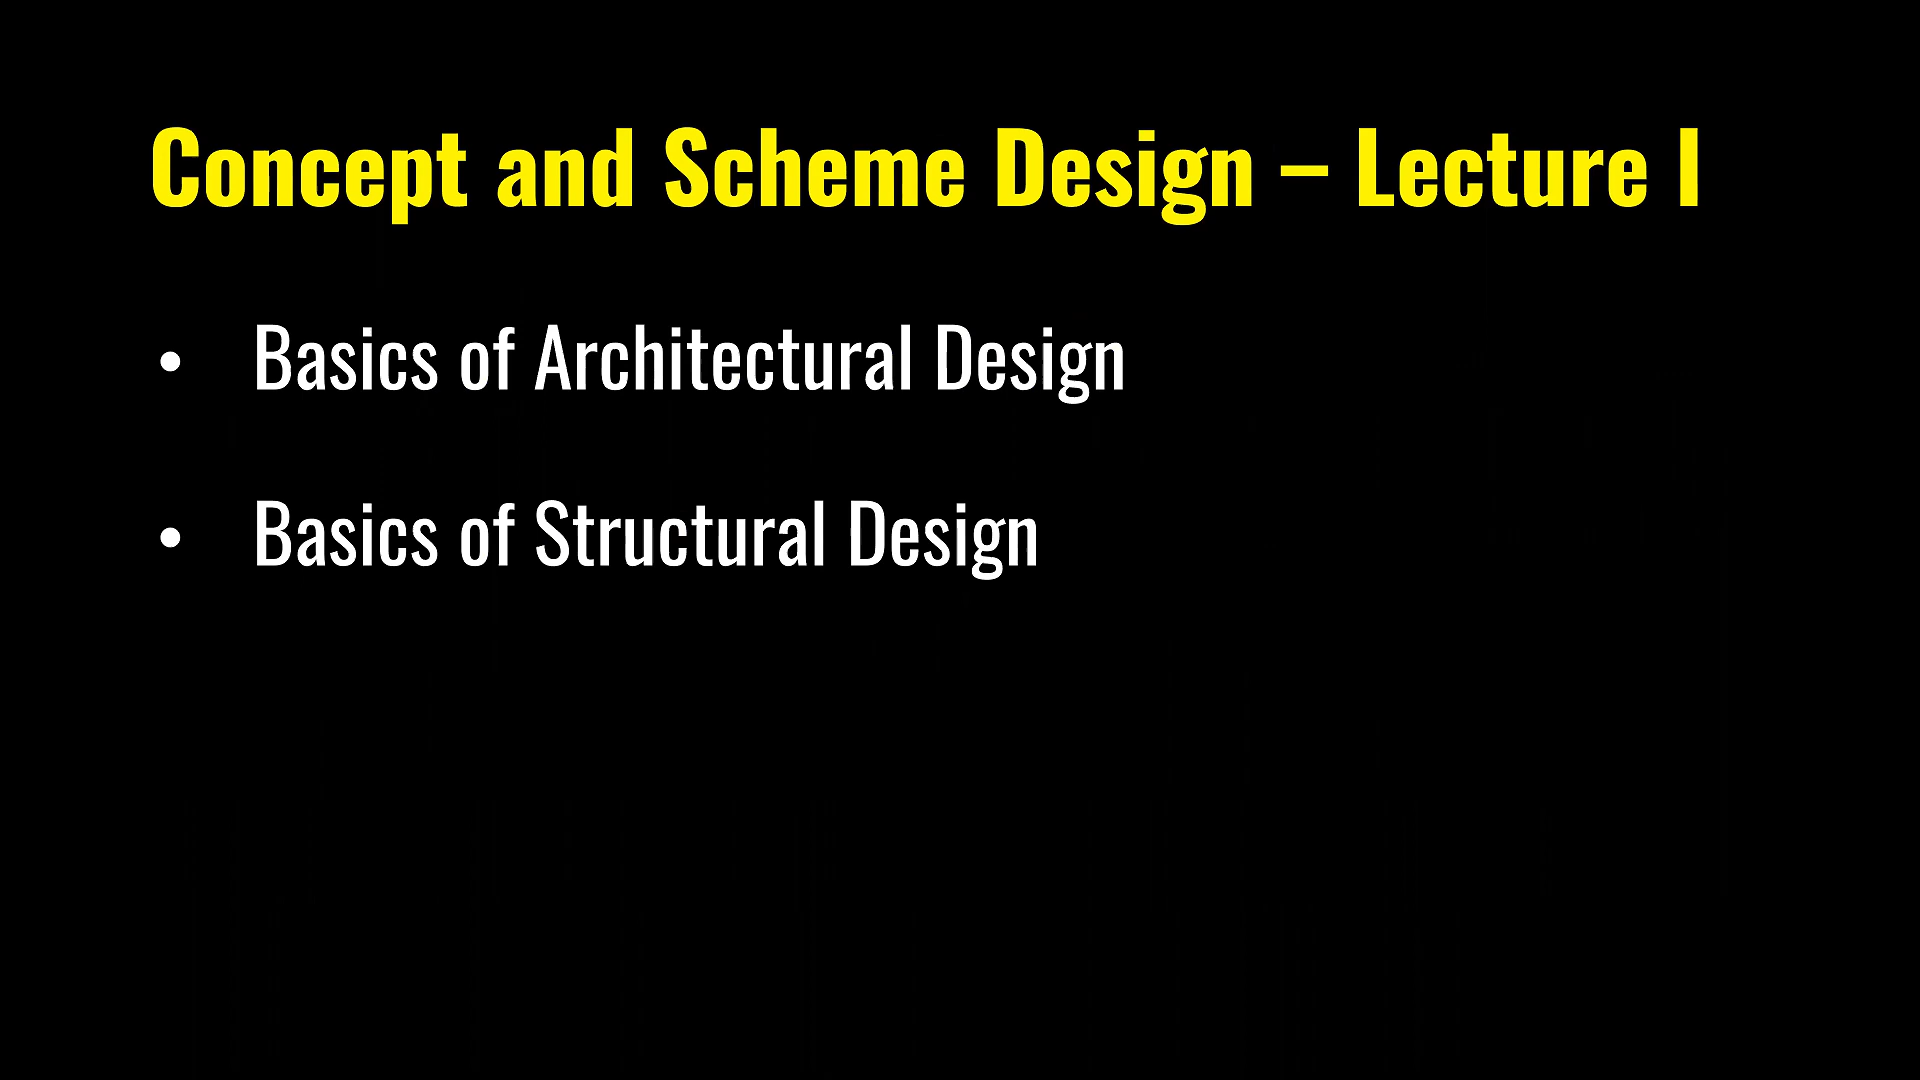 Concept and Scheme Design – Lecture I
• Basics of Architectural Design
• Basics of Structural Design